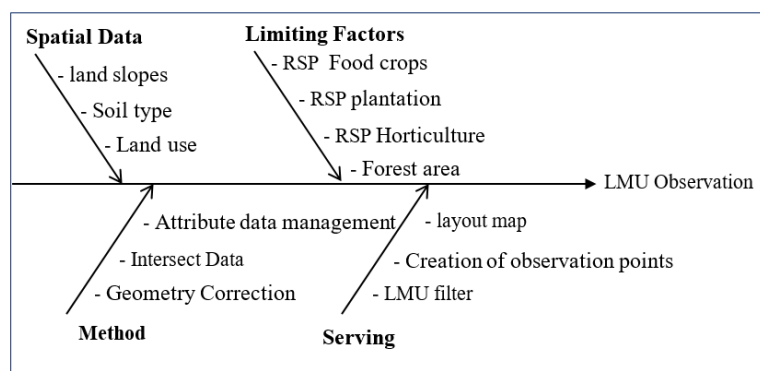 Spatial Data
- land slopes
- Soil type
- Land use
Limiting Factors
- RSP Food crops
- RSP plantation
- RSP Horticulture
- Forest area
LMU Observation
- Attribute data management
- Intersect Data
- Geometry Correction
Method
- layout map
- Creation of observation points
- LMU filter
Serving